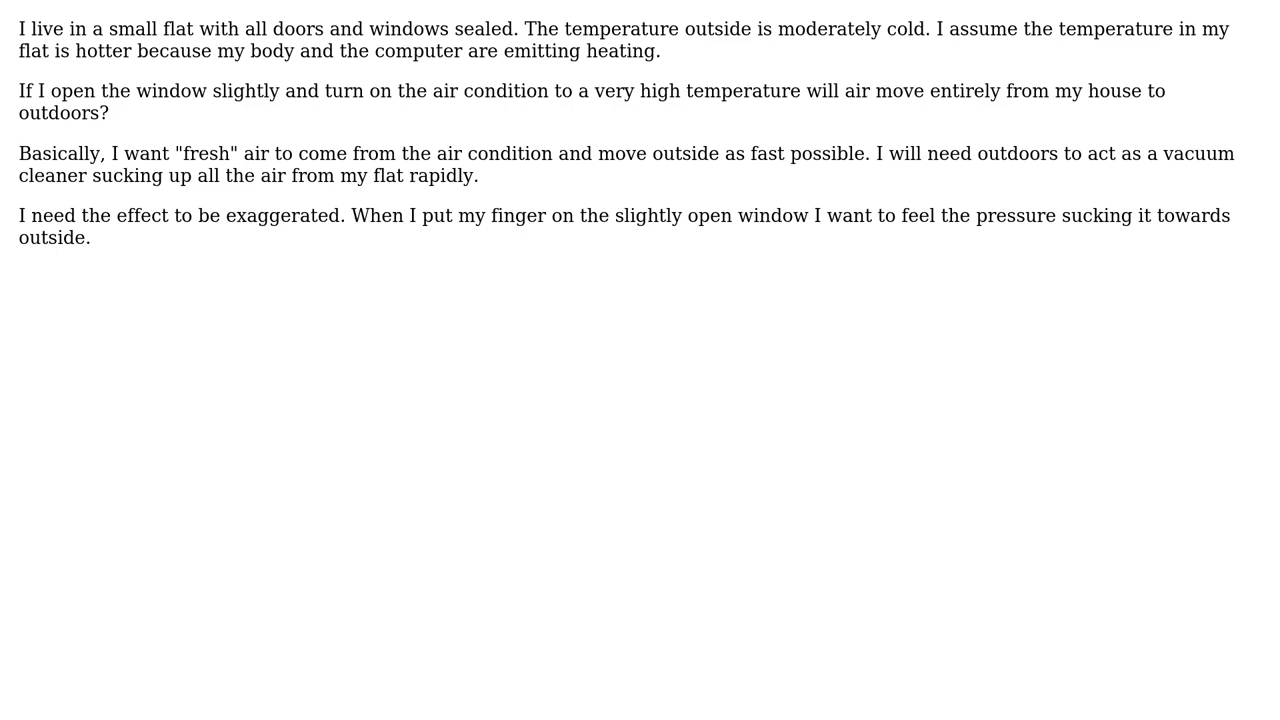 I live in a small flat with all doors and windows sealed. The temperature outside is moderately cold. I assume the temperature in my
flat is hotter because my body and the computer are emitting heating.
If I open the window slightly and turn on the air condition to a very high temperature will air move entirely from my house to
outdoors?
Basically, I want "fresh" air to come from the air condition and move outside as fast possible. I will need outdoors to act as a vacuum
cleaner sucking up all the air from my flat rapidly.
I need the effect to be exaggerated. When I put my finger on the slightly open window I want to feel the pressure sucking it towards
outside.